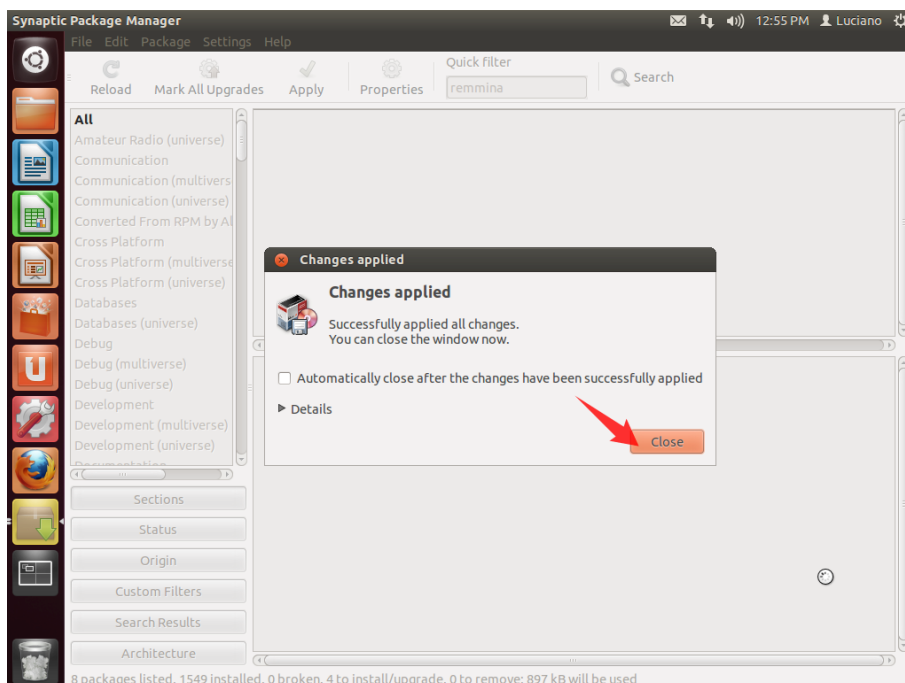 Synaptic Package Manager
12:55 PM
Luciano
File Edit Package Settings Help
Reload
Mark All Upgrades
Apply
Properties
Quick filter
remmina
Search
All
Amateur Radio (universe)
Communication
Communication (multivers
Communication (universe)
Converted From RPM by Al
Cross Platform
Cross Platform (multiverse
Cross Platform (universe)
Databases
Databases (universe)
Debug
Debug (multiverse)
Debug (universe)
Development
Development (multiverse)
Development (universe)
Documentation
Sections
Status
Origin
Custom Filters
Search Results
Architecture
Changes applied
Changes applied
Successfully applied all changes.
You can close the window now.
Automatically close after the changes have been successfully applied
Details
Close
8 packages listed, 1549 installed, 0 broken, 4 to install/upgrade, 0 to remove; 897 kB will be used